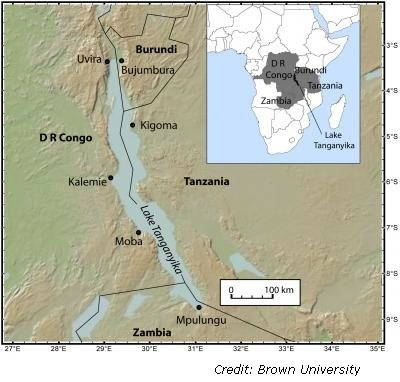 Burundi
Uvira
Bujumbura
D R Congo
Kigoma
Kalemie
Tanzania
Lake Tanganyika
Moba
Mpulungu
Zambia
D R
Congo
Burundi
Tanzania
Zambia
Lake
Tanganyika
0 100 km
3°S
4°S
5°S
6°S
7°S
8°S
9°S
27°E 29°E 30°E 31°E 32°E 33°E 34°E 35°E
Credit: Brown University